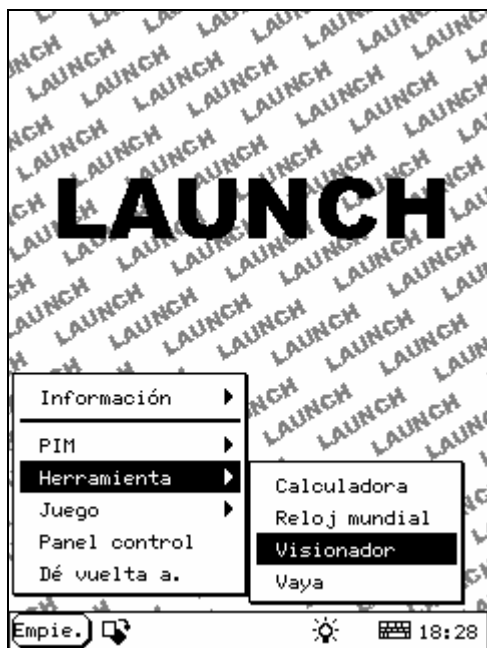 LAUNCH
Información
PIM
Herramienta
Juego
Panel control
Dé vuelta a.
Calculadora
Reloj mundial
Visionador
Vaya
Empie.
18:28